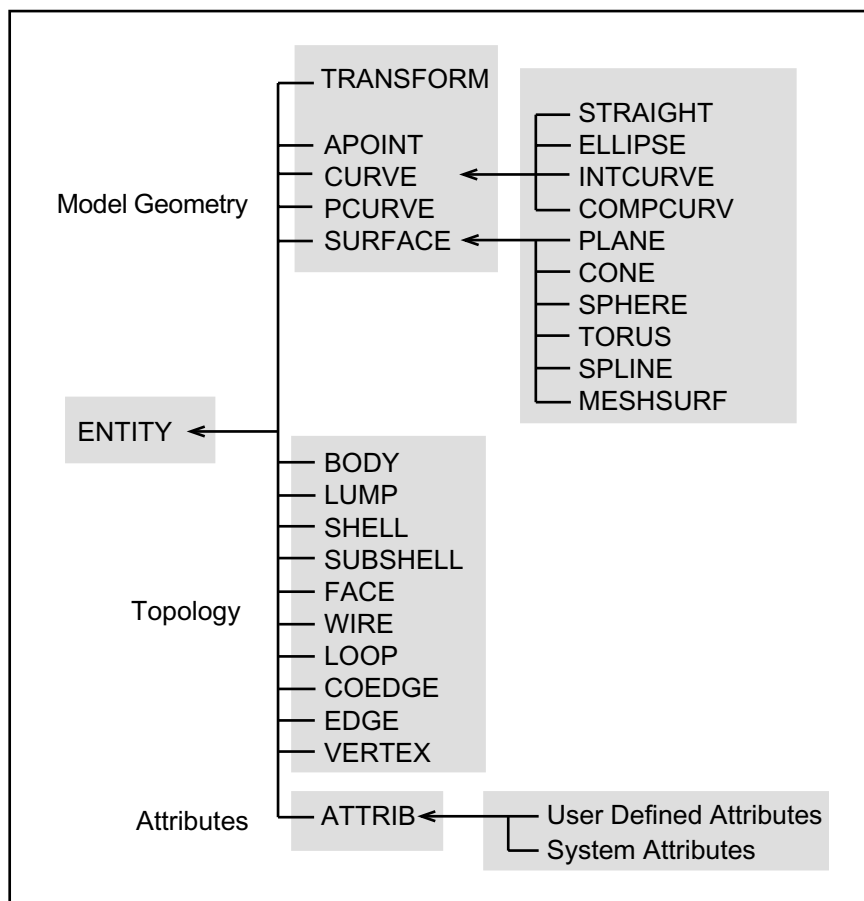 TRANSFORM
APOINT
CURVE
PCURVE
SURFACE
Model Geometry
STRAIGHT
ELLIPSE
INTCURVE
COMPCURV
PLANE
CONE
SPHERE
TORUS
SPLINE
MESHSURF
ENTITY
BODY
LUMP
SHELL
SUBSHELL
FACE
WIRE
LOOP
COEDGE
EDGE
VERTEX
Topology
Attributes
ATTRIB
User Defined Attributes
System Attributes